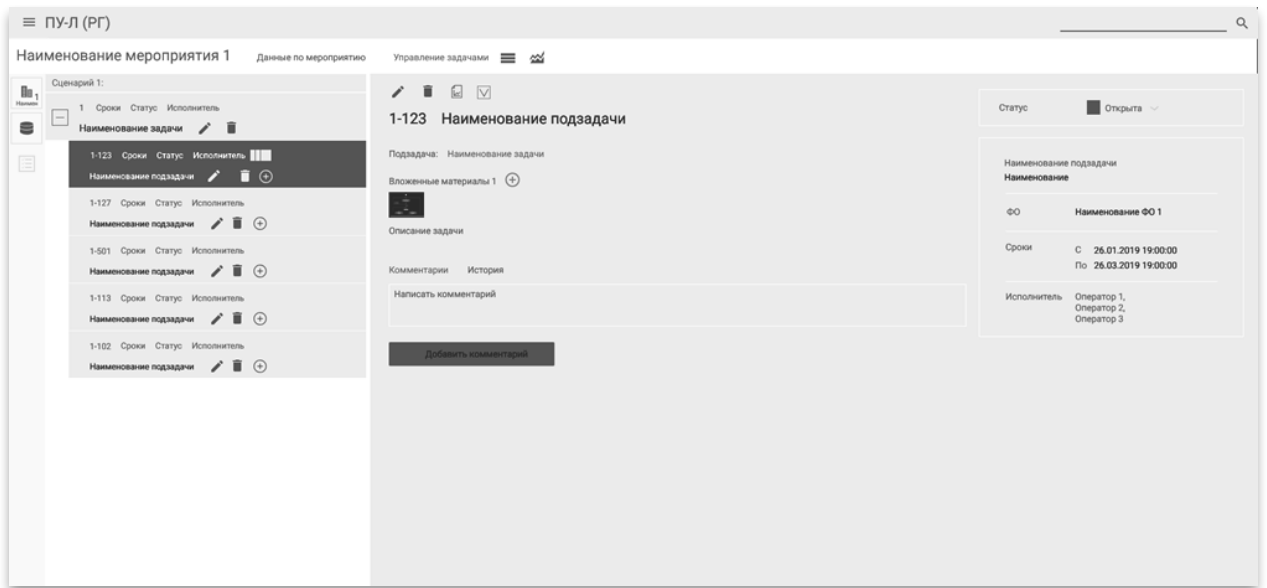 ПУ-Л (РГ)
Наименование мероприятия 1 Данные по мероприятию Управление задачами
1
Наимен
Сценарий 1:
1 Сроки Статус Исполнитель
Наименование задачи
1-123 Сроки Статус Исполнитель
Наименование подзадачи
1-127 Сроки Статус Исполнитель
Наименование подзадачи
1-501 Сроки Статус Исполнитель
Наименование подзадачи
1-113 Сроки Статус Исполнитель
Наименование подзадачи
1-102 Сроки Статус Исполнитель
Наименование подзадачи
1-123 Наименование подзадачи
Подзадача: Наименование задачи
Вложенные материалы 1
Описание задачи
Комментарии История
Написать комментарий
Добавить комментарий
Статус Открыта
Наименование подзадачи
Наименование
ФО Наименование ФО 1
Сроки С 26.01.2019 19:00:00
По 26.03.2019 19:00:00
Исполнитель Оператор 1,
Оператор 2,
Оператор 3